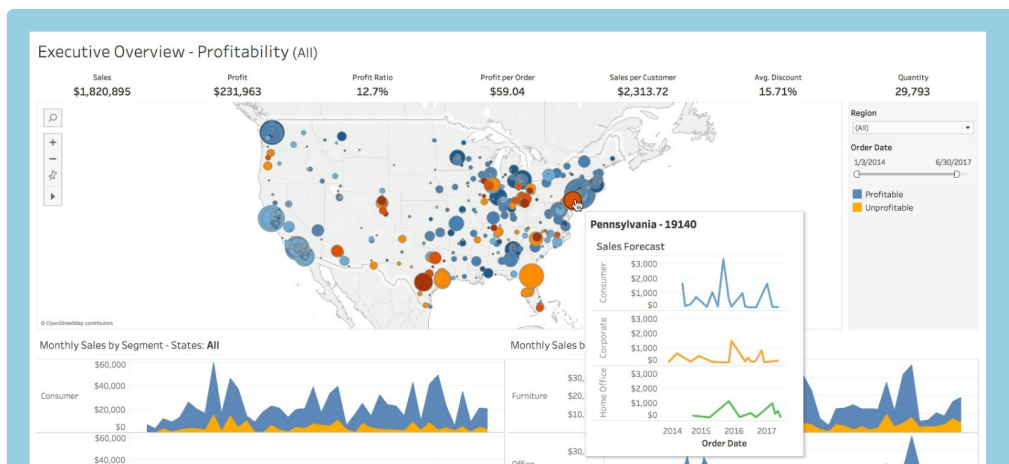 Executive Overview - Profitability (All)
Sales Profit Profit Ratio Profit per Order Sales per Customer Avg. Discount Quantity
$1,820,895 $231,963 12.7% $59.04 $2,313.72 15.71% 29,793
Region
(All)
Order Date
1/3/2014 6/30/2017
Profitable
Unprofitable
© OpenStreetMap contributors
Pennsylvania - 19140
Sales Forecast
Consumer
$3,000
$2,000
$1,000
$0
Corporate
$3,000
$2,000
$1,000
$0
Home Office
$3,000
$2,000
$1,000
$0
2014 2015 2016 2017
Order Date
Monthly Sales by Segment - States: All
Consumer
$60,000
$40,000
$20,000
$0
$60,000
$40,000
Monthly Sales b
Furniture
$30,
$20,
$10,
$30,